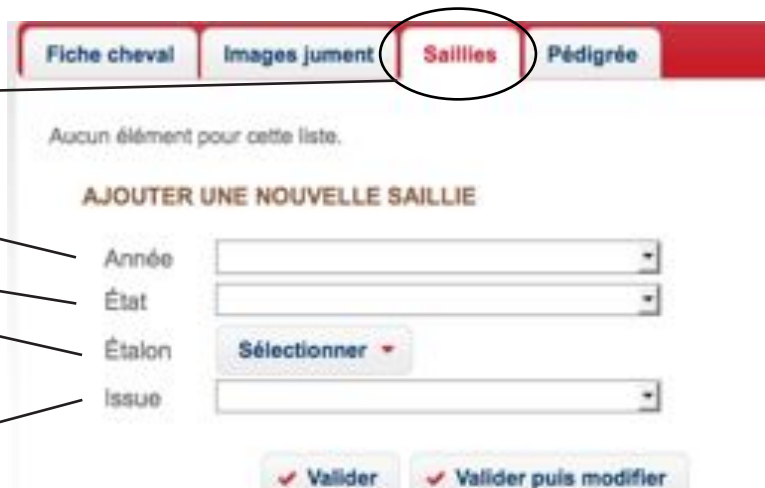 Fiche cheval Images jument Saillies Pédigrée
Aucun élément pour cette liste.
AJOUTER UNE NOUVELLE SAILLIE
Année
État
Étalon Sélectionner
Issue
Valider Valider puis modifier